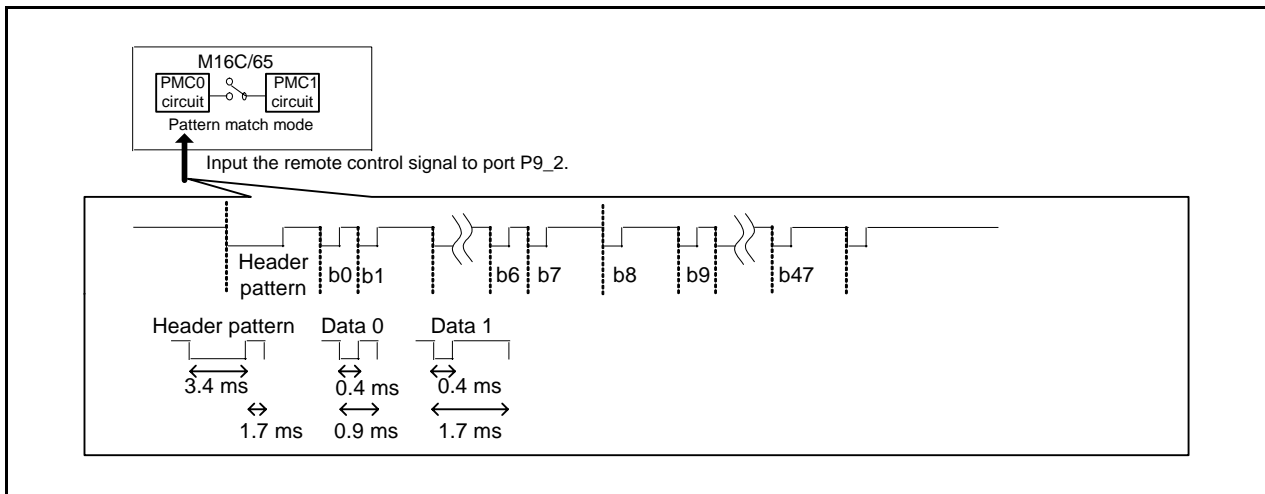 M16C/65
PMC0 circuit
PMC1 circuit
Pattern match mode
Input the remote control signal to port P9_2.
Header pattern
b0
b1
b6
b7
b8
b9
b47
Header pattern
Data 0
Data 1
3.4 ms
0.4 ms
0.4 ms
1.7 ms
0.9 ms
1.7 ms